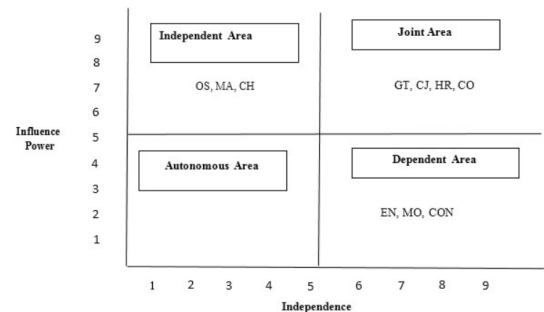 9
Independent Area
Joint Area
8
7
OS, MA, CH
GT, CJ, HR, CO
6
Influence
Power
5
4
Autonomous Area
Dependent Area
3
2
EN, MO, CON
1
1 2 3 4 5 6 7 8 9
Independence